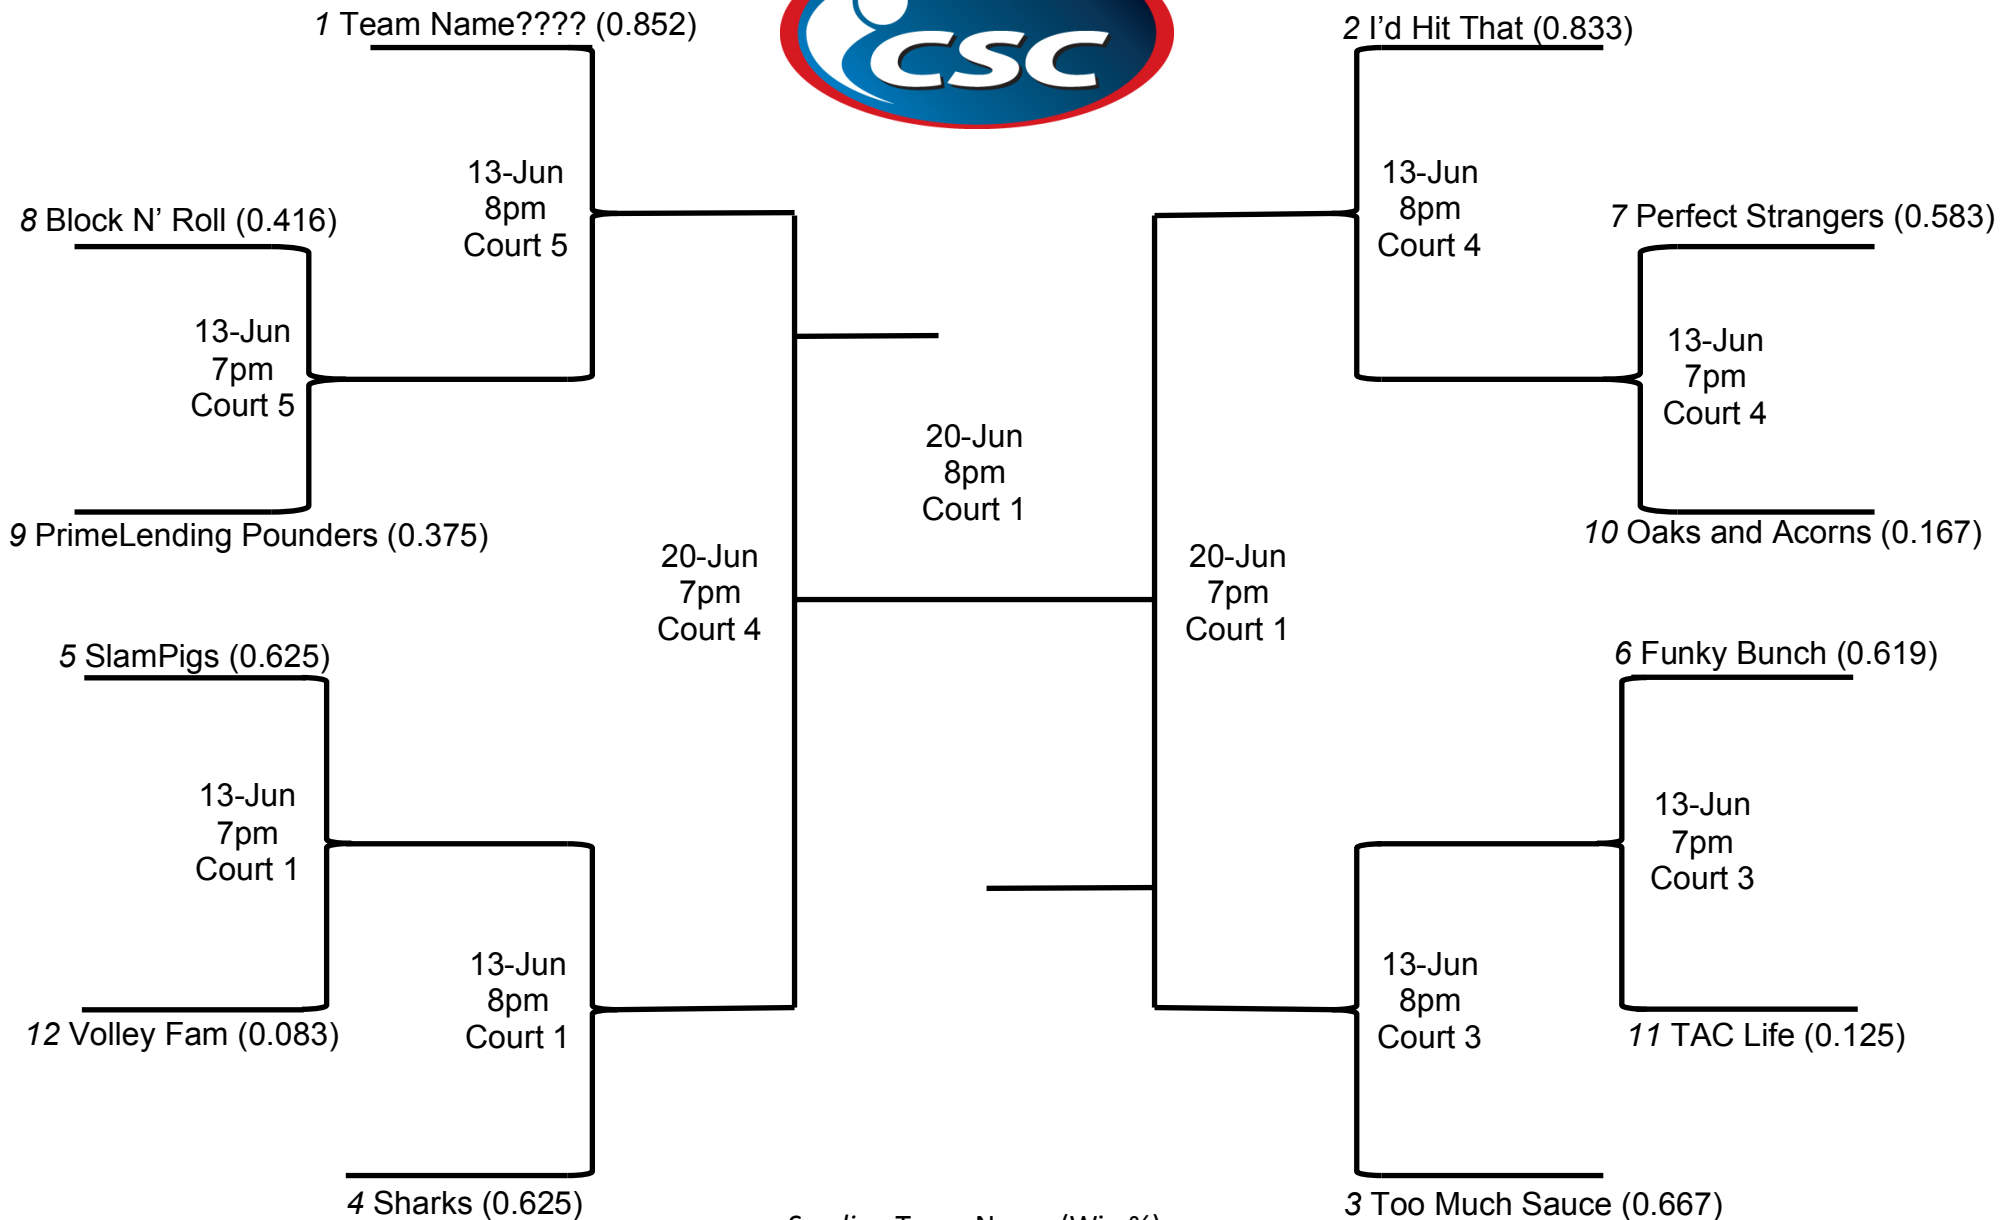 1 Team Name???? (0.852)
CSC
2 I’d Hit That (0.833)
13-Jun
8pm
Court 5
13-Jun
8pm
Court 4
8 Block N’ Roll (0.416)
7 Perfect Strangers (0.583)
13-Jun
7pm
Court 5
13-Jun
7pm
Court 4
20-Jun
8pm
Court 1
9 PrimeLending Pounders (0.375)
10 Oaks and Acorns (0.167)
20-Jun
7pm
Court 4
20-Jun
7pm
Court 1
5 SlamPigs (0.625)
6 Funky Bunch (0.619)
13-Jun
7pm
Court 1
13-Jun
7pm
Court 3
13-Jun
8pm
Court 1
13-Jun
8pm
Court 3
12 Volley Fam (0.083)
11 TAC Life (0.125)
4 Sharks (0.625)
3 Too Much Sauce (0.667)
Seeding Team Name (Win %)